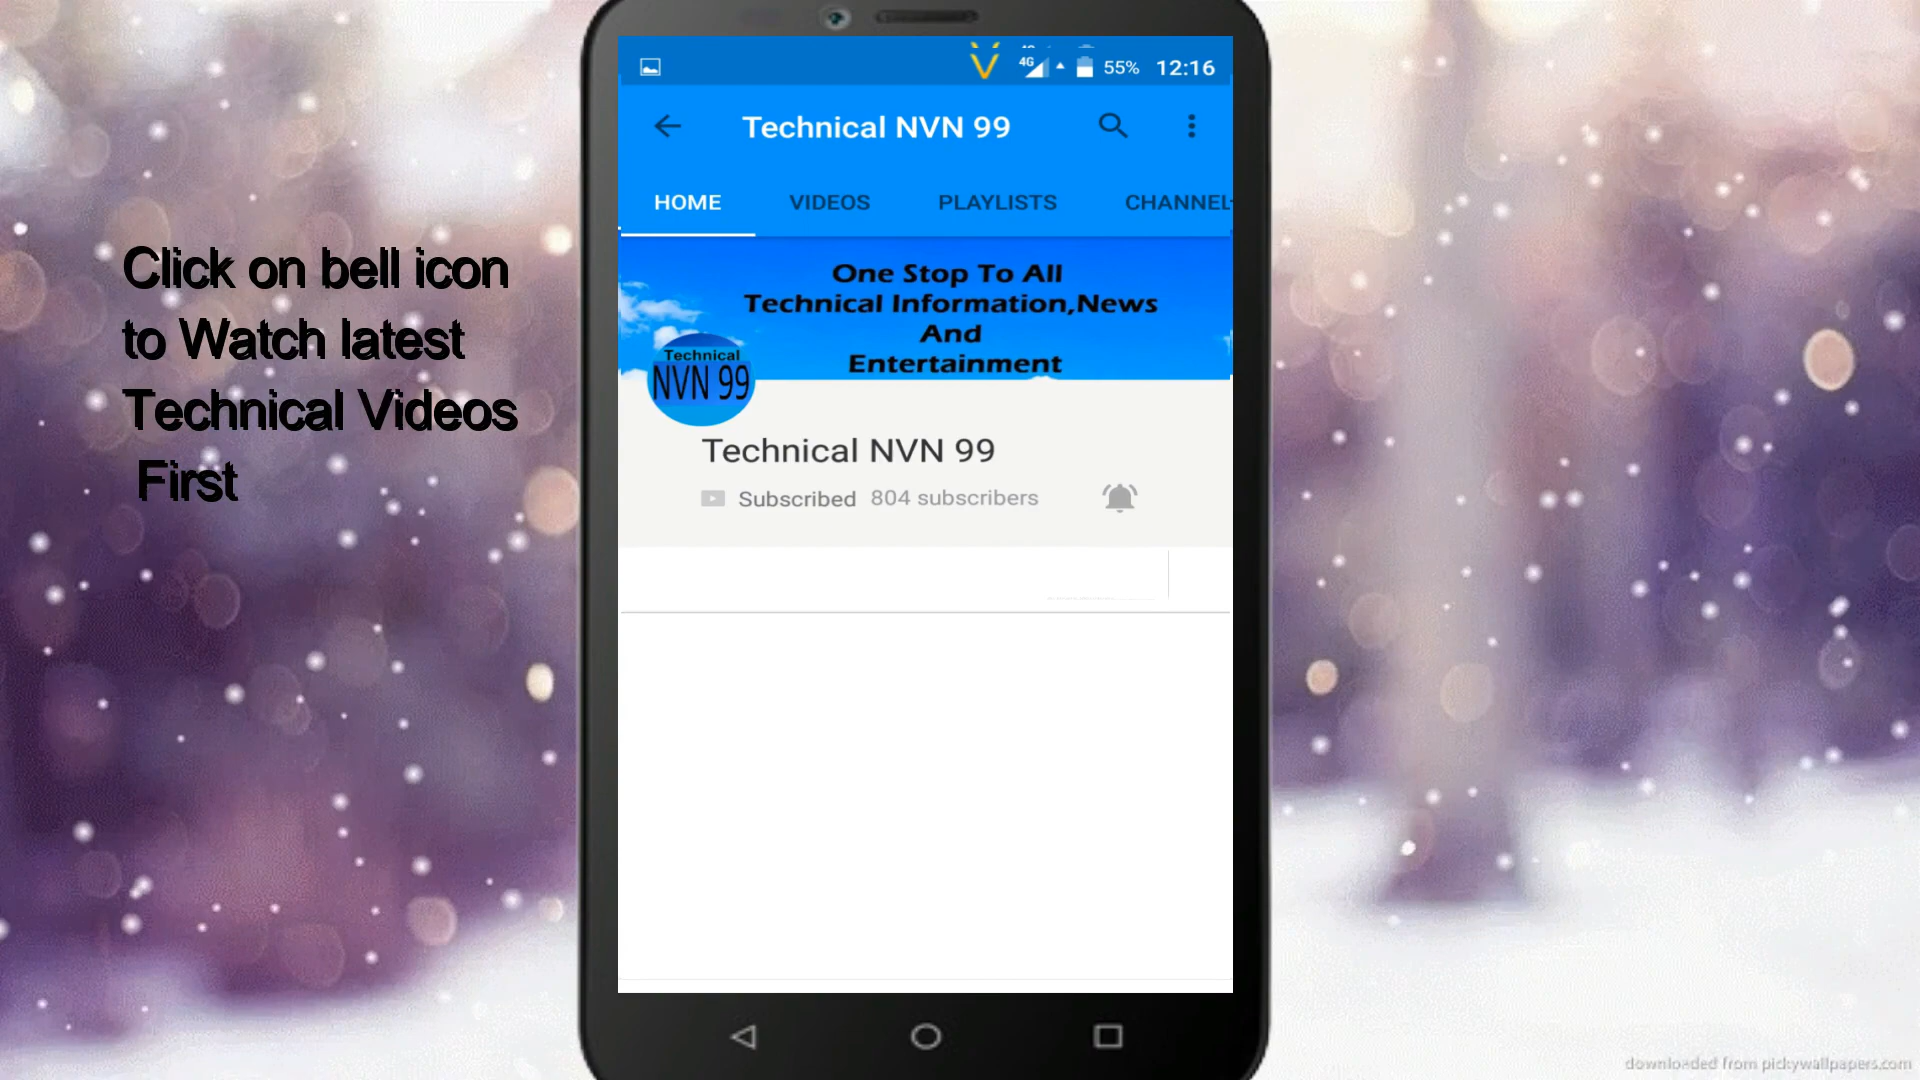 Click on bell icon
to Watch latest
Technical Videos
First
4G 55% 12:16
Technical NVN 99
HOME VIDEOS PLAYLISTS CHANNEL
One Stop To All
Technical Information,News
And
Entertainment
Technical
NVN 99
Technical NVN 99
Subscribed 804 subscribers
downloaded from pickywallpapers.com